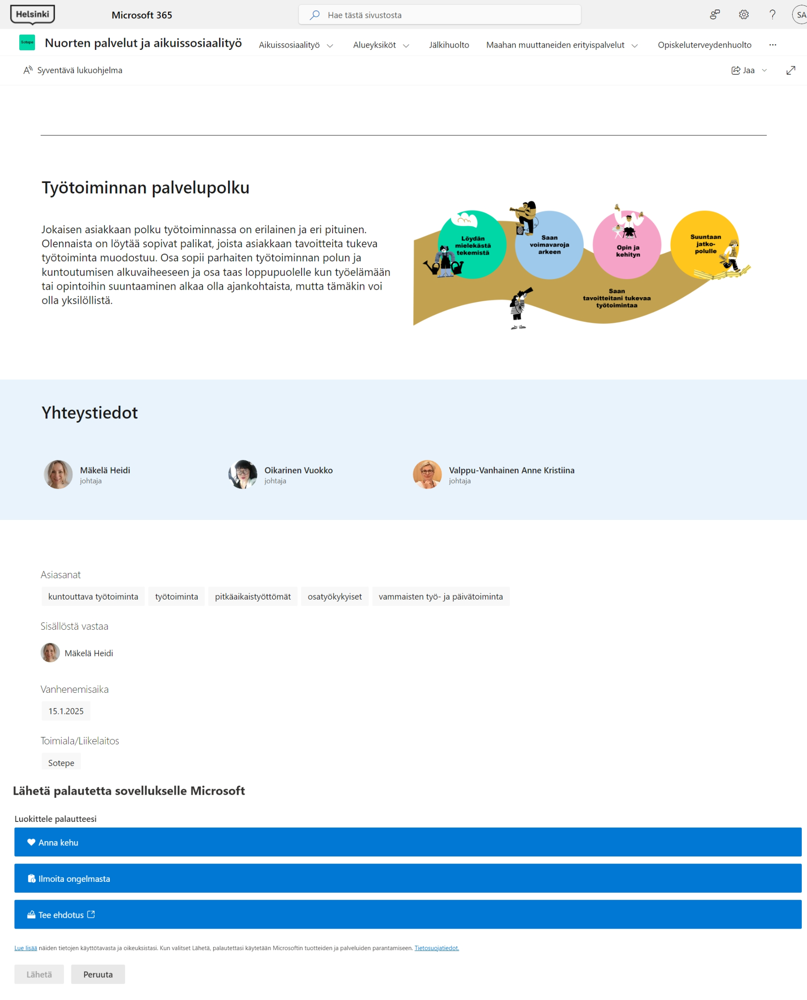 Helsinki
Microsoft 365
Hae tästä sivustosta
SA
Sotepe
Nuorten palvelut ja aikuissosiaalityö
Aikuissosiaalityö
Alueyksiköt
Jälkihuolto
Maahan muuttaneiden erityispalvelut
Opiskeluterveydenhuolto
...
Syventävä lukuohjelma
Jaa
Työtoiminnan palvelupolku
Jokaisen asiakkaan polku työtoiminnassa on erilainen ja eri pituinen.
Olennaista on löytää sopivat palikat, joista asiakkaan tavoitteita tukeva
työtoiminta muodostuu. Osa sopii parhaiten työtoiminnan polun ja
kuntoutumisen alkuvaiheeseen ja osa taas loppupuolelle kun työelämään
tai opintoihin suuntaaminen alkaa olla ajankohtaista, mutta tämäkin voi
olla yksilöllistä.
Löydän
mielekästä
tekemistä
Saan
voimavaroja
arkeen
Opin ja
kehityn
Suuntaan
jatko-
polulle
Saan
tavoitteitani tukevaa
työtoimintaa
Yhteystiedot
Mäkelä Heidi
johtaja
Oikarinen Vuokko
johtaja
Valppu-Vanhainen Anne Kristiina
johtaja
Asiasanat
kuntouttava työtoiminta
työtoiminta
pitkäaikaistyöttömät
osatyökykyiset
vammaisten työ- ja päivätoiminta
Sisällöstä vastaa
Mäkelä Heidi
Vanhenemisaika
15.1.2025
Toimiala/Liikelaitos
Sotepe
Lähetä palautetta sovellukselle Microsoft
Luokittele palautteesi
Anna kehu
Ilmoita ongelmasta
Tee ehdotus
Lue lisää näiden tietojen käyttötavasta ja oikeuksistasi. Kun valitset Lähetä, palautettasi käytetään Microsoftin tuotteiden ja palveluiden parantamiseen. Tietosuojatiedot.
Lähetä
Peruuta